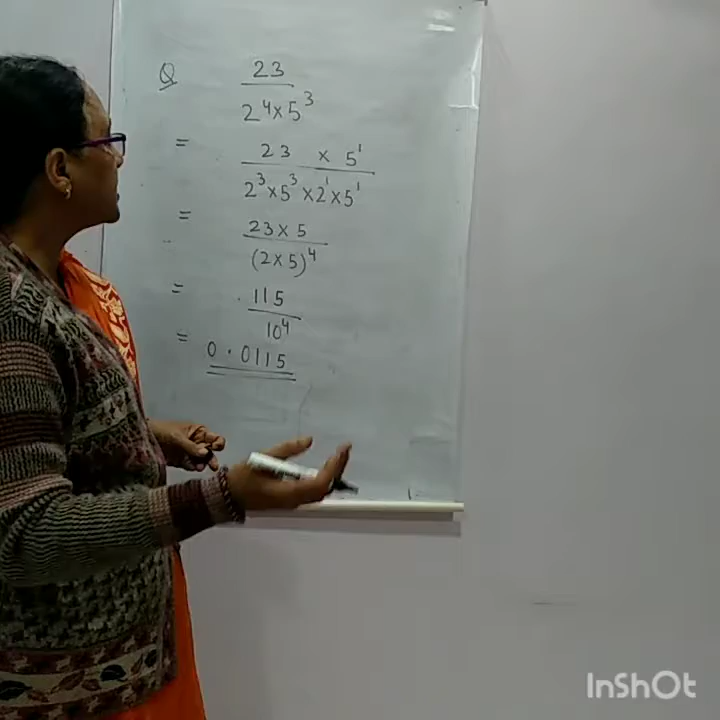 Q 23
2⁴×5³
= 23 × 5¹
2³×5³×2¹×5¹
= 23×5
(2×5)⁴
= 115
10⁴
= 0.0115
InShOt